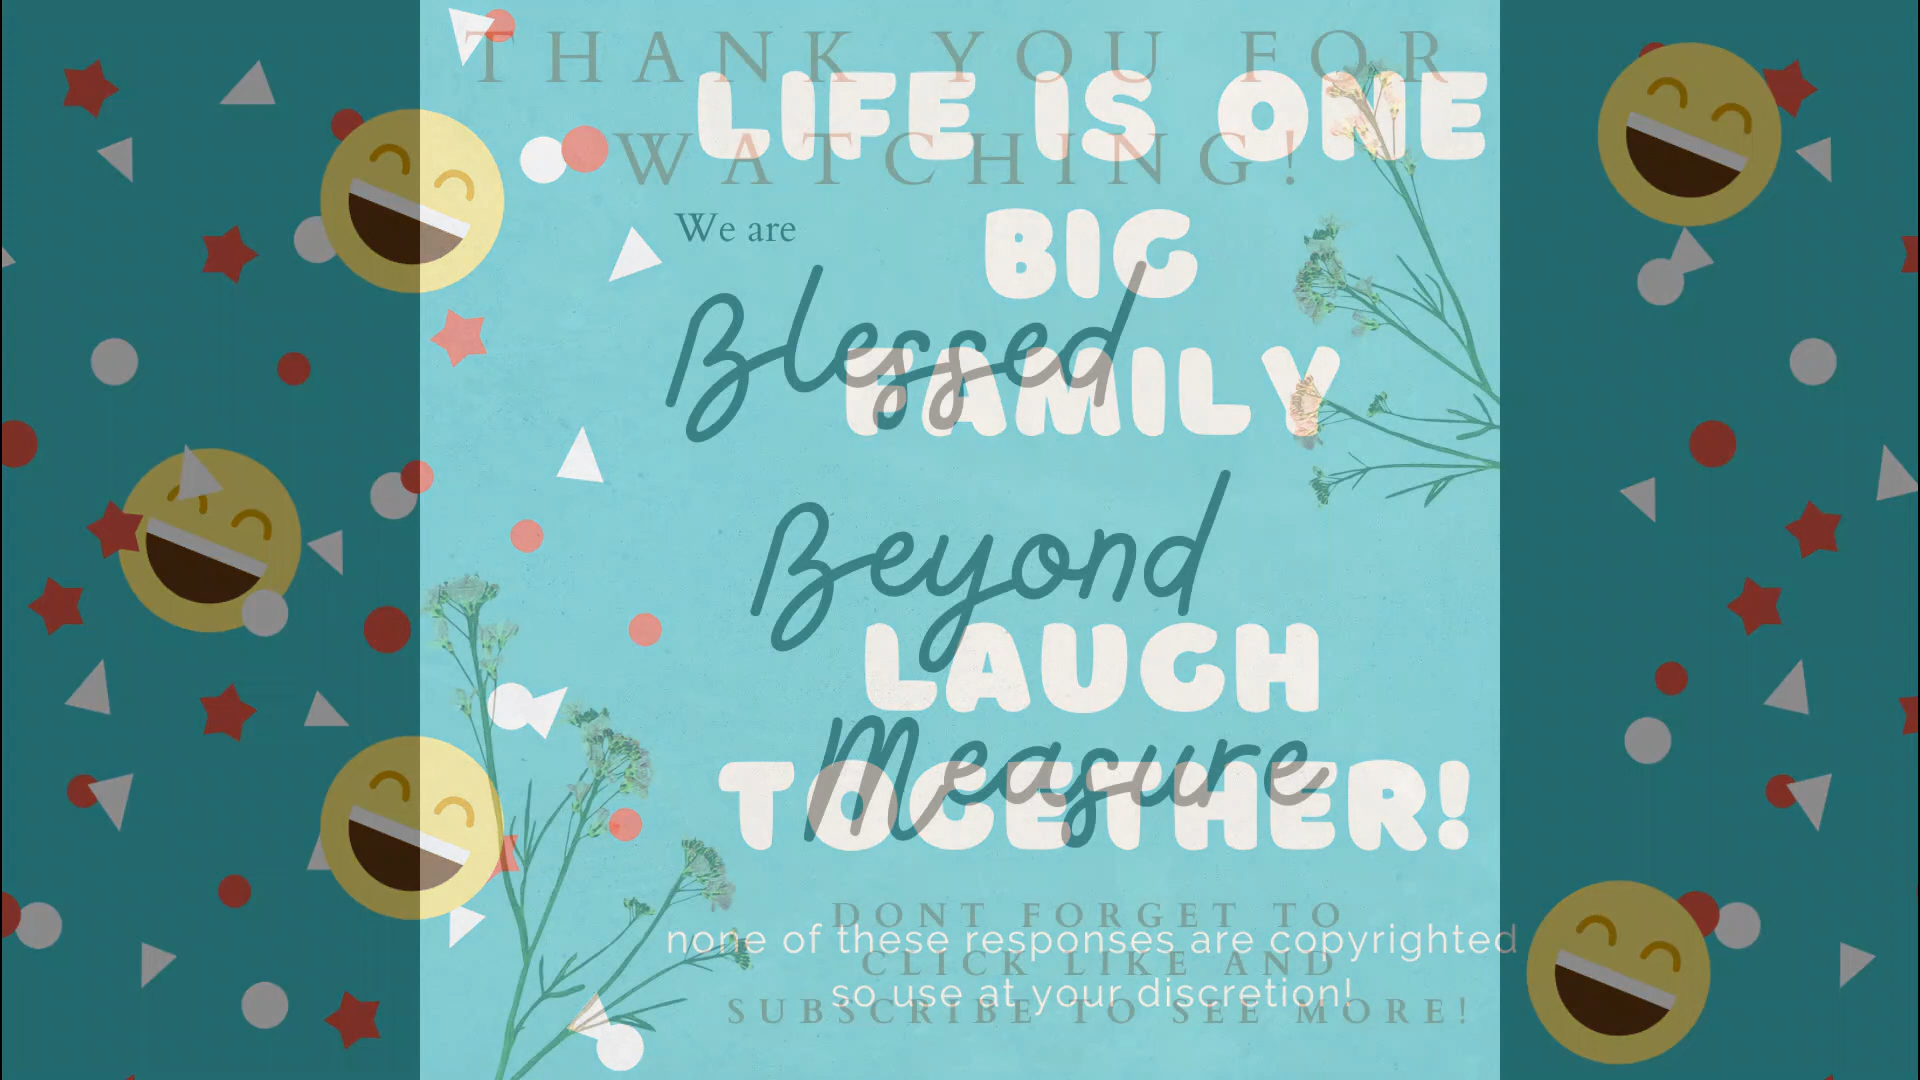 THANK YOU FOR
WATCHING!
We are
Blessed
Beyond
Measure
DONT FORGET TO
CLICK LIKE AND
SUBSCRIBE TO SEE MORE!
LIFE IS ONE
BIG
FAMILY
LAUGH
TOGETHER!
none of these responses are copyrighted
so use at your discretion!